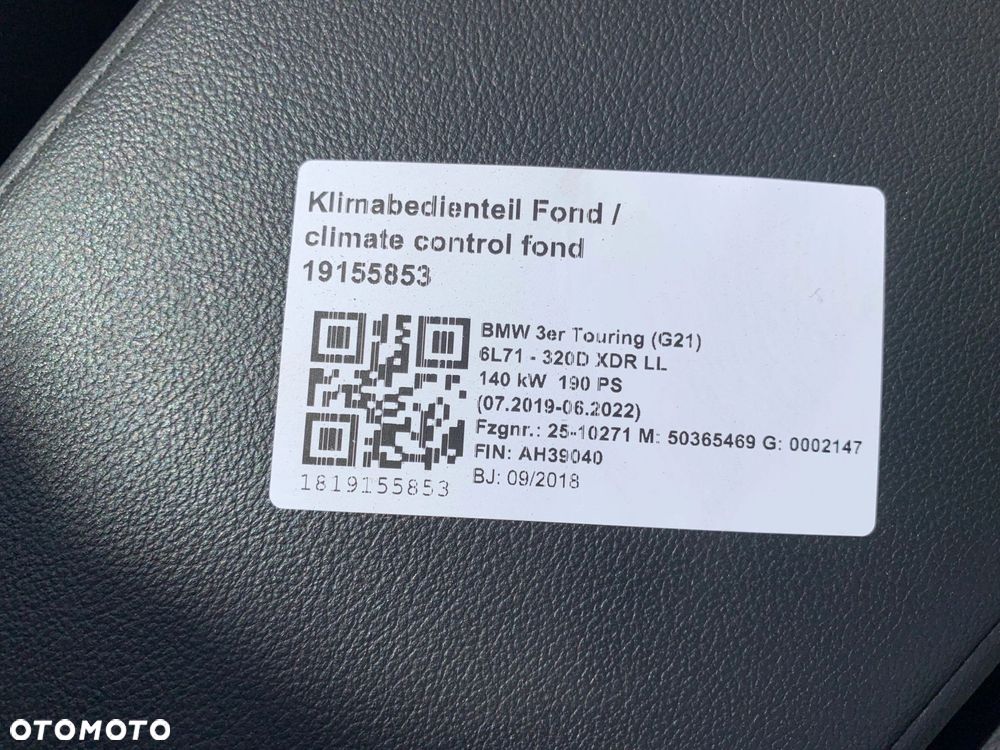 Klimabedienteil Fond /
climate control fond
19155853
BMW 3er Touring (G21)
6L71 - 320D XDR LL
140 kW 190 PS
(07.2019-06.2022)
Fzgnr.: 25-10271 M: 50365469 G: 0002147
FIN: AH39040
BJ: 09/2018
1819155853
OTOMOTO